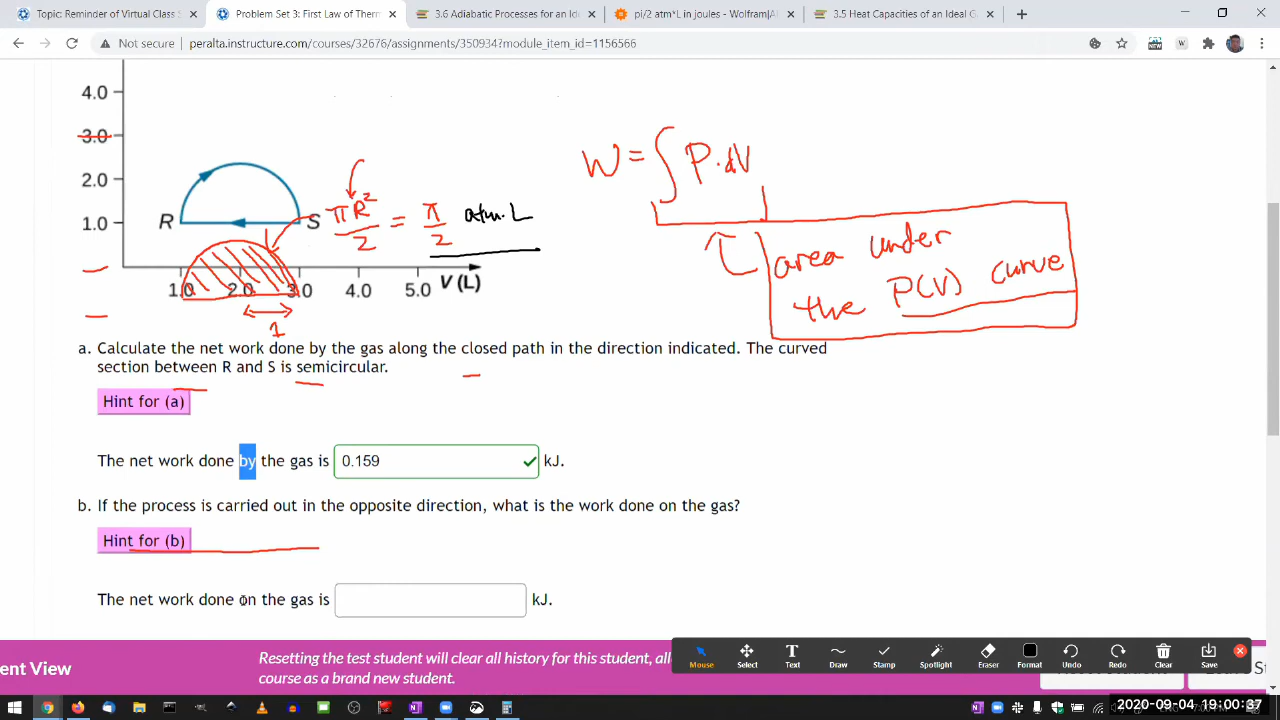 Topic: Reminder of Virtual Class S
Problem Set 3: First Law of Therm
3.6 Adiabatic Processes for an Ide
pi/2 atm*L in joules - Wolfram|Al
3.5 Heat Capacities of an Ideal G
Not secure | peralta.instructure.com/courses/32676/assignments/350934?module_item_id=1156566
4.0
3.0
2.0
1.0
R
S
πR²/2 = π/2 atm·L
W = ∫ P·dV
area under
the P(V) curve
1.0 2.0 3.0 4.0 5.0 V (L)
1
a. Calculate the net work done by the gas along the closed path in the direction indicated. The curved
section between R and S is semicircular.
Hint for (a)
The net work done by the gas is 0.159 kJ.
b. If the process is carried out in the opposite direction, what is the work done on the gas?
Hint for (b)
The net work done on the gas is kJ.
ent View
Resetting the test student will clear all history for this student, all
course as a brand new student.
Mouse Select Text Draw Stamp Spotlight Eraser Format Undo Redo Clear Save
2020-09-04 19:00:37